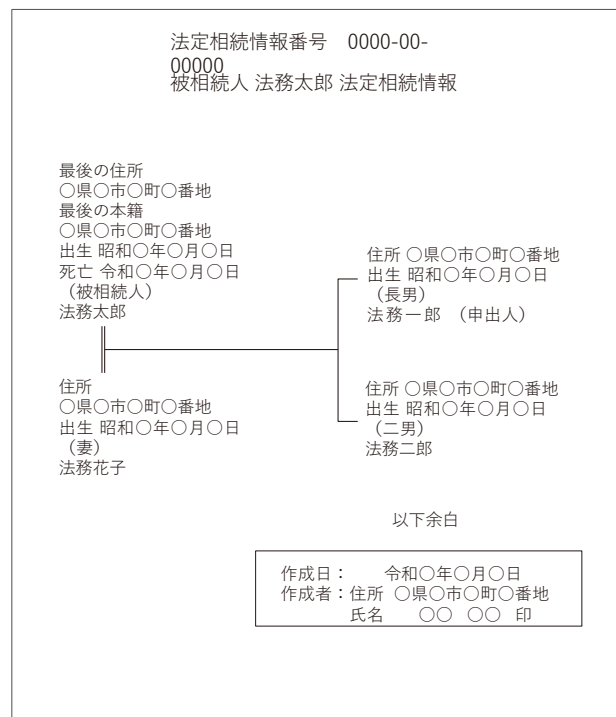 法定相続情報番号　0000-00-
00000
被相続人 法務太郎 法定相続情報
最後の住所
○県○市○町○番地
最後の本籍
○県○市○町○番地
出生 昭和○年○月○日
死亡 令和○年○月○日
（被相続人）
法務太郎
住所
○県○市○町○番地
出生 昭和○年○月○日
（妻）
法務花子
住所 ○県○市○町○番地
出生 昭和○年○月○日
（長男）
法務一郎　（申出人）
住所 ○県○市○町○番地
出生 昭和○年○月○日
（二男）
法務二郎
以下余白
作成日：　　令和○年○月○日
作成者：住所 ○県○市○町○番地
氏名　　○○　○○　印